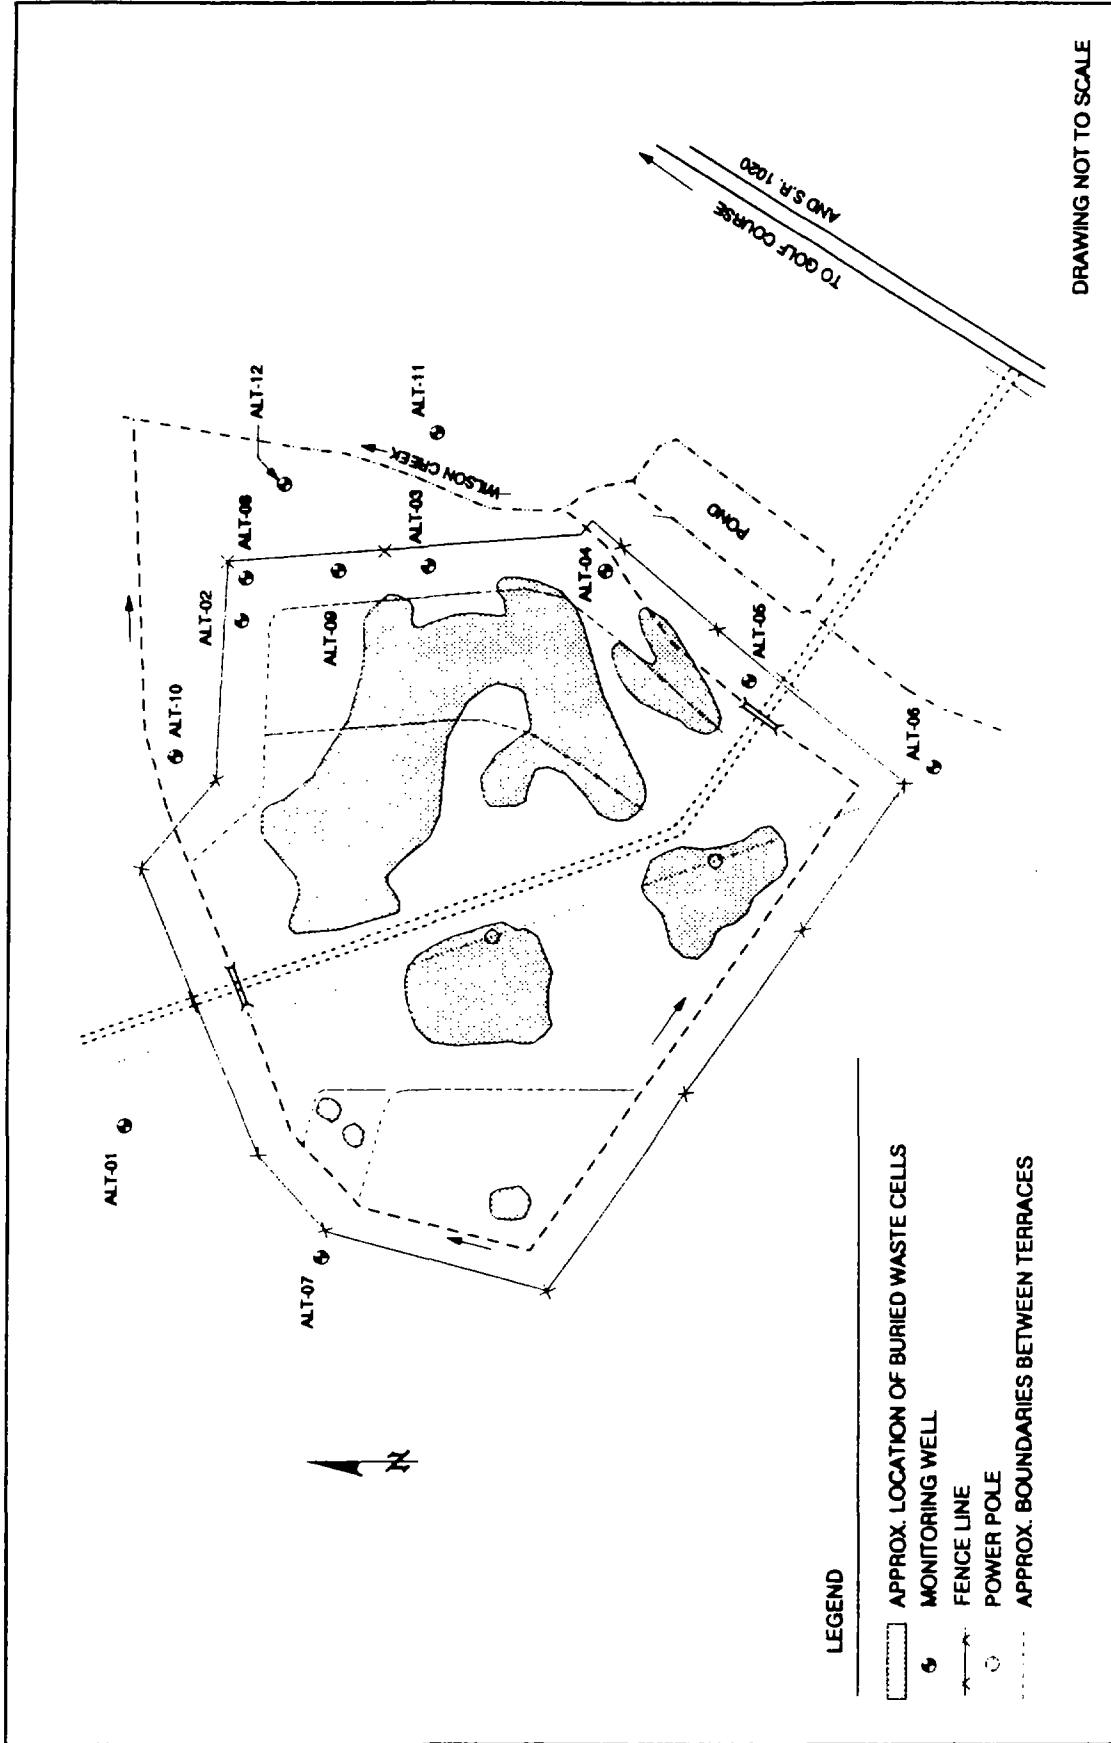 ALT-01
ALT-07
ALT-10
ALT-02
ALT-08
ALT-12
ALT-09
ALT-03
ALT-11
WILSON CREEK
ALT-04
ALT-05
ALT-06
POND
TO GOLF COURSE
AND S.R. 1020
N
LEGEND
APPROX. LOCATION OF BURIED WASTE CELLS
MONITORING WELL
FENCE LINE
POWER POLE
APPROX. BOUNDARIES BETWEEN TERRACES
DRAWING NOT TO SCALE